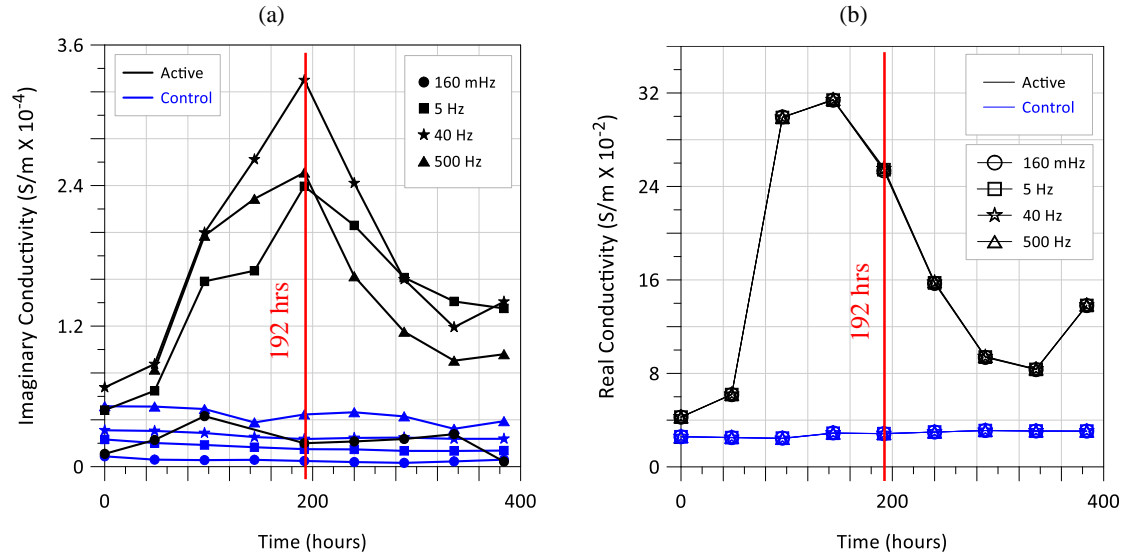 (a)
Imaginary Conductivity (S/m X 10⁻⁴)
3.6
2.4
1.2
0
Active
Control
160 mHz
5 Hz
40 Hz
500 Hz
192 hrs
0
200
400
Time (hours)
(b)
Real Conductivity (S/m X 10⁻²)
32
24
16
8
0
Active
Control
160 mHz
5 Hz
40 Hz
500 Hz
192 hrs
0
200
400
Time (hours)